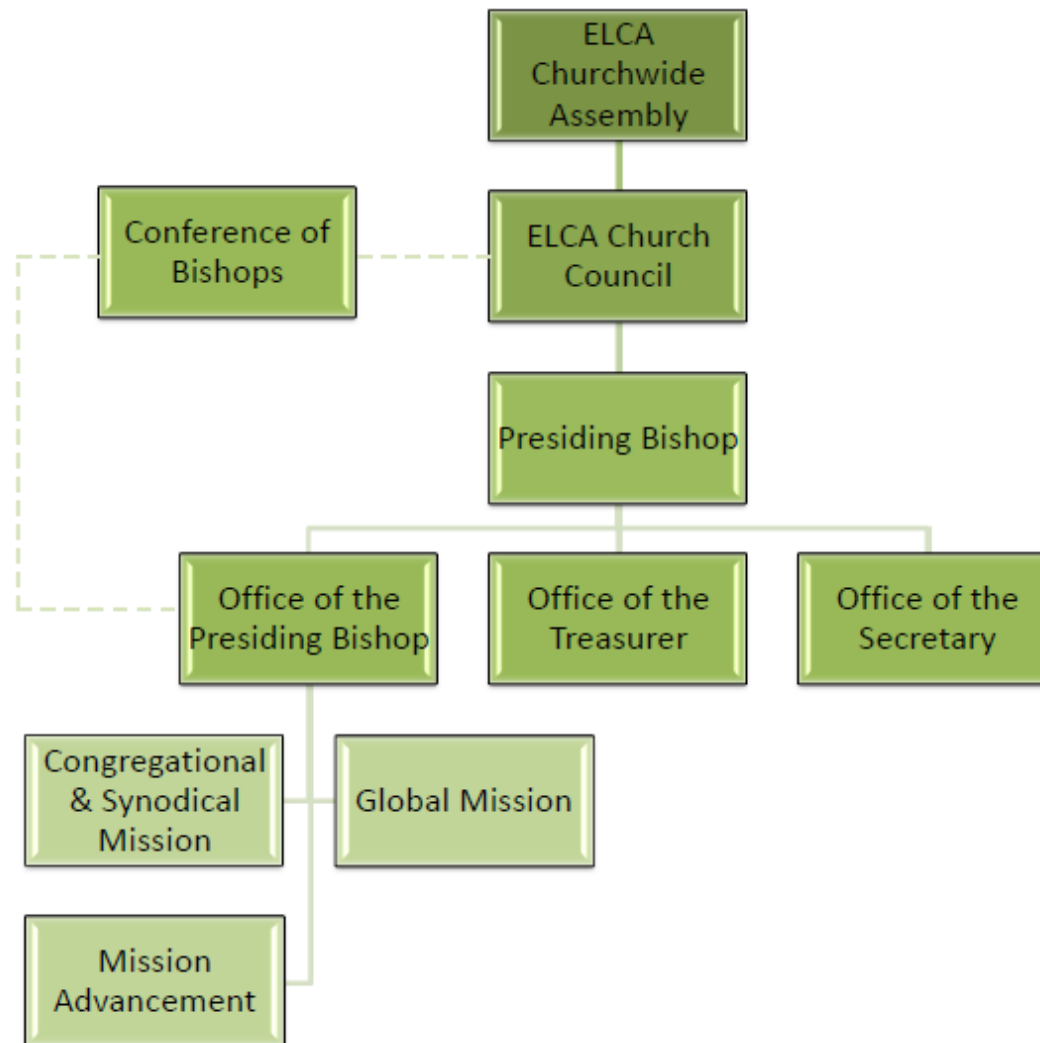 ELCA
Churchwide
Assembly
Conference of
Bishops
ELCA Church
Council
Presiding Bishop
Office of the
Presiding Bishop
Office of the
Treasurer
Office of the
Secretary
Congregational
& Synodical
Mission
Global Mission
Mission
Advancement